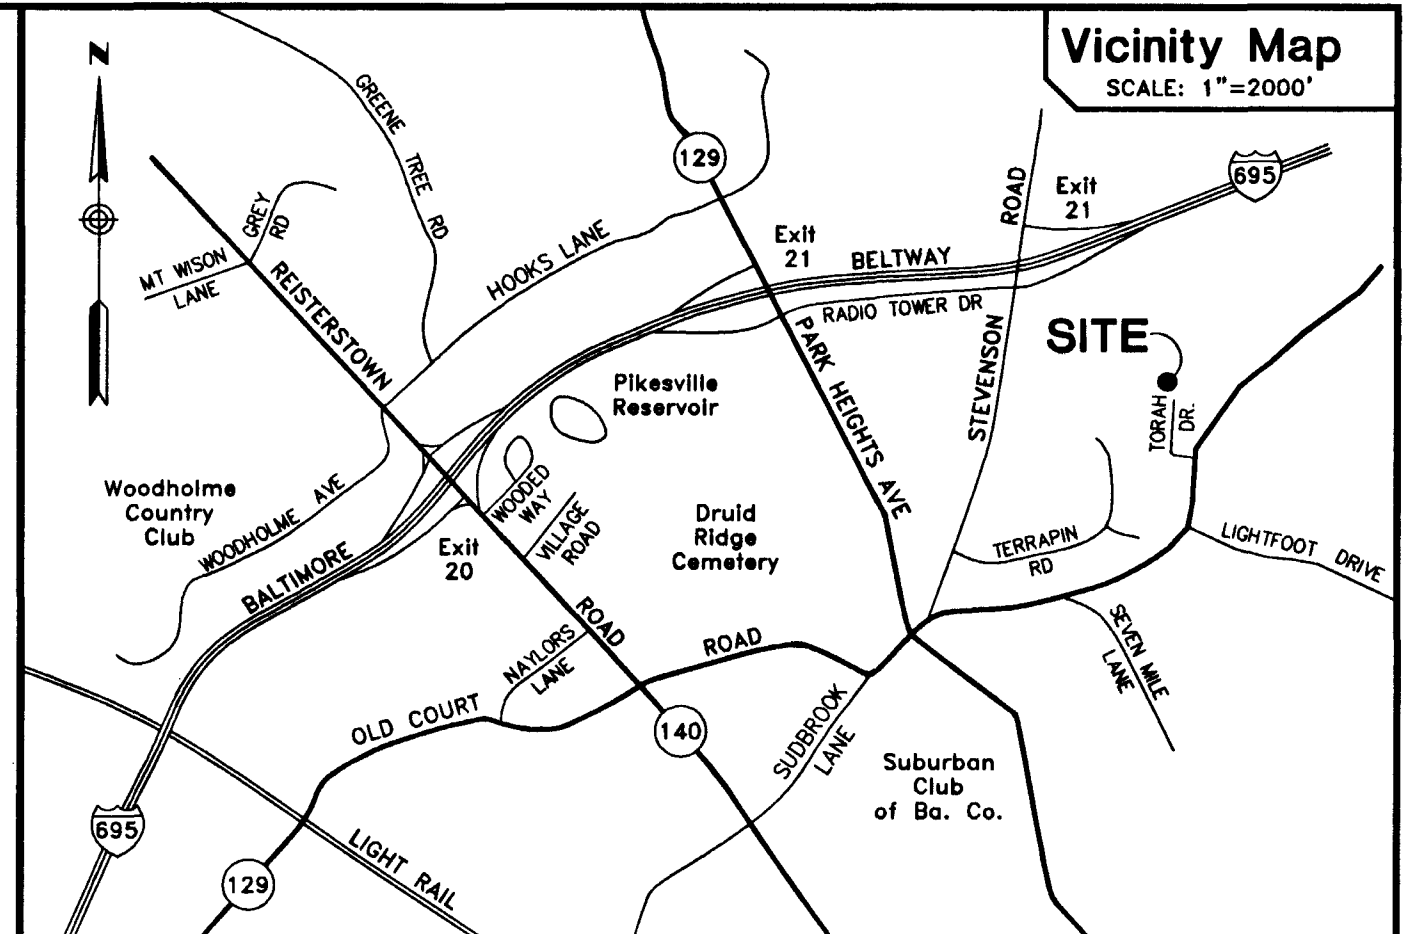 Vicinity Map
SCALE: 1"=2000'
N
GREENE TREE RD
129
695
GREY
RD
ROAD
Exit
21
MT WISON
LANE
HOOKS LANE
Exit
21
BELTWAY
REISTERSTOWN
RADIO TOWER DR
SITE
PARK HEIGHTS AVE
STEVENSON
Pikesville
Reservoir
TORAH
DR.
Woodholme
Country
Club
WOODHOLME AVE
WOODED
WAY
VILLAGE
ROAD
Druid
Ridge
Cemetery
Exit
20
BALTIMORE
TERRAPIN
RD
LIGHTFOOT DRIVE
ROAD
NAYLORS
LANE
ROAD
SEVEN MILE
LANE
OLD COURT
140
SUDBROOK
LANE
Suburban
Club
of Ba. Co.
695
LIGHT RAIL
129